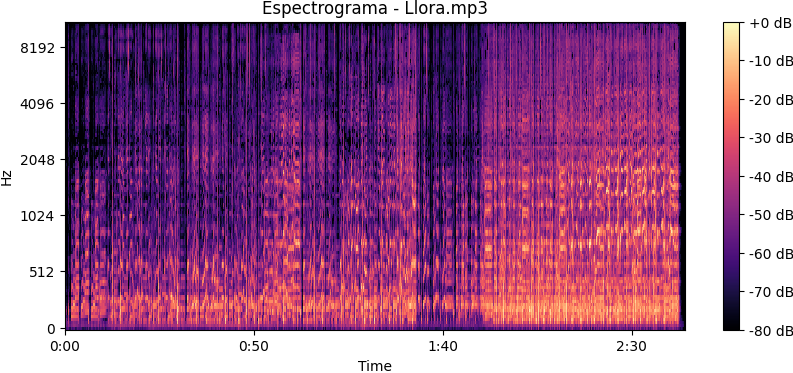 Espectrograma - Llora.mp3
Hz
8192
4096
2048
1024
512
0
0:00
0:50
1:40
2:30
Time
+0 dB
-10 dB
-20 dB
-30 dB
-40 dB
-50 dB
-60 dB
-70 dB
-80 dB